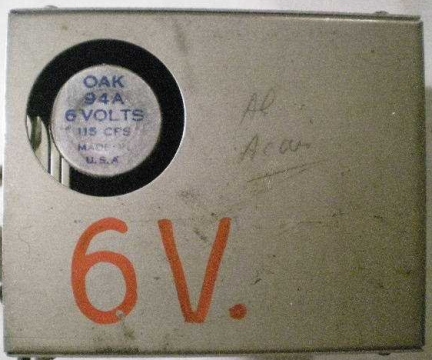 OAK
94A
6 VOLTS
115 CPS
MADE IN
U.S.A
6V.